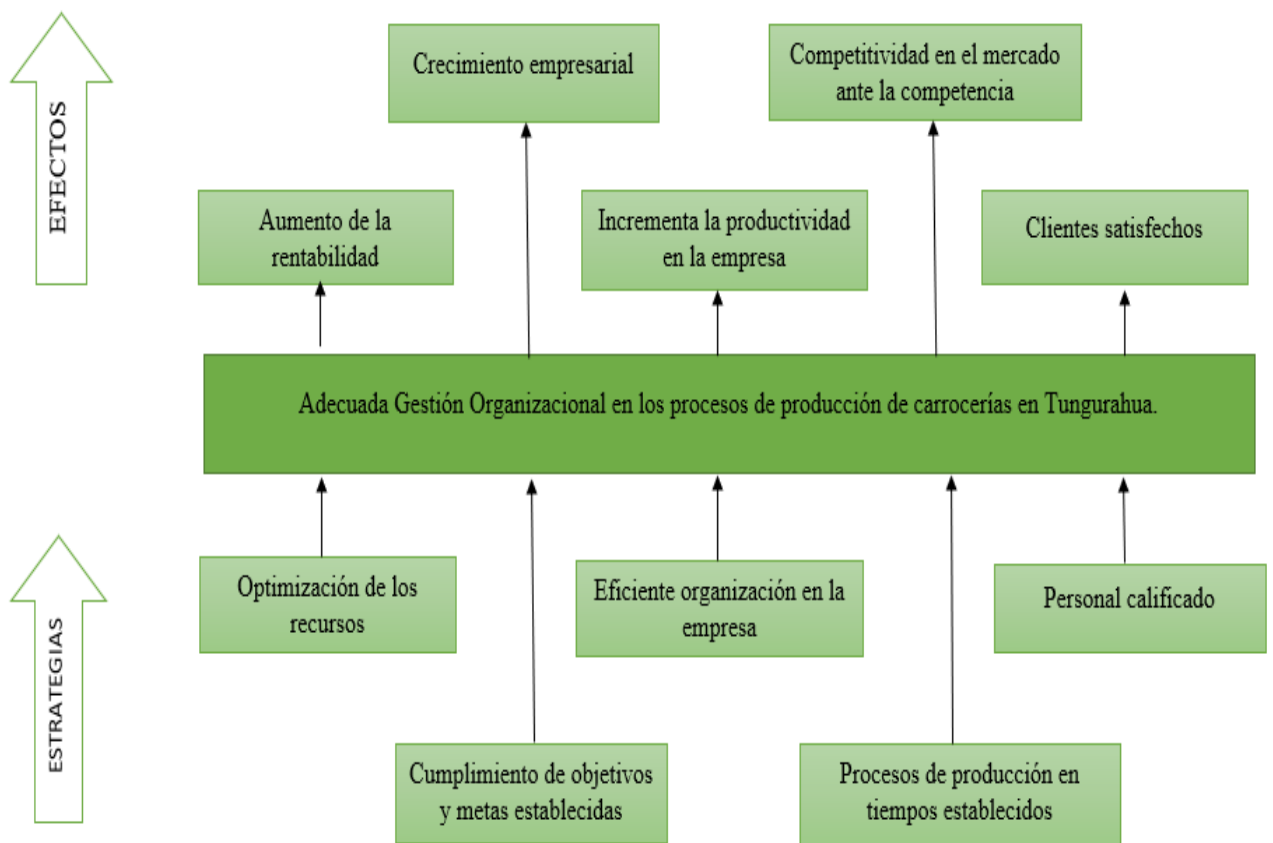 EFECTOS
Crecimiento empresarial
Competitividad en el mercado
ante la competencia
Aumento de la
rentabilidad
Incrementa la productividad
en la empresa
Clientes satisfechos
Adecuada Gestión Organizacional en los procesos de producción de carrocerías en Tungurahua.
ESTRATEGIAS
Optimización de los
recursos
Eficiente organización en la
empresa
Personal calificado
Cumplimiento de objetivos
y metas establecidas
Procesos de producción en
tiempos establecidos